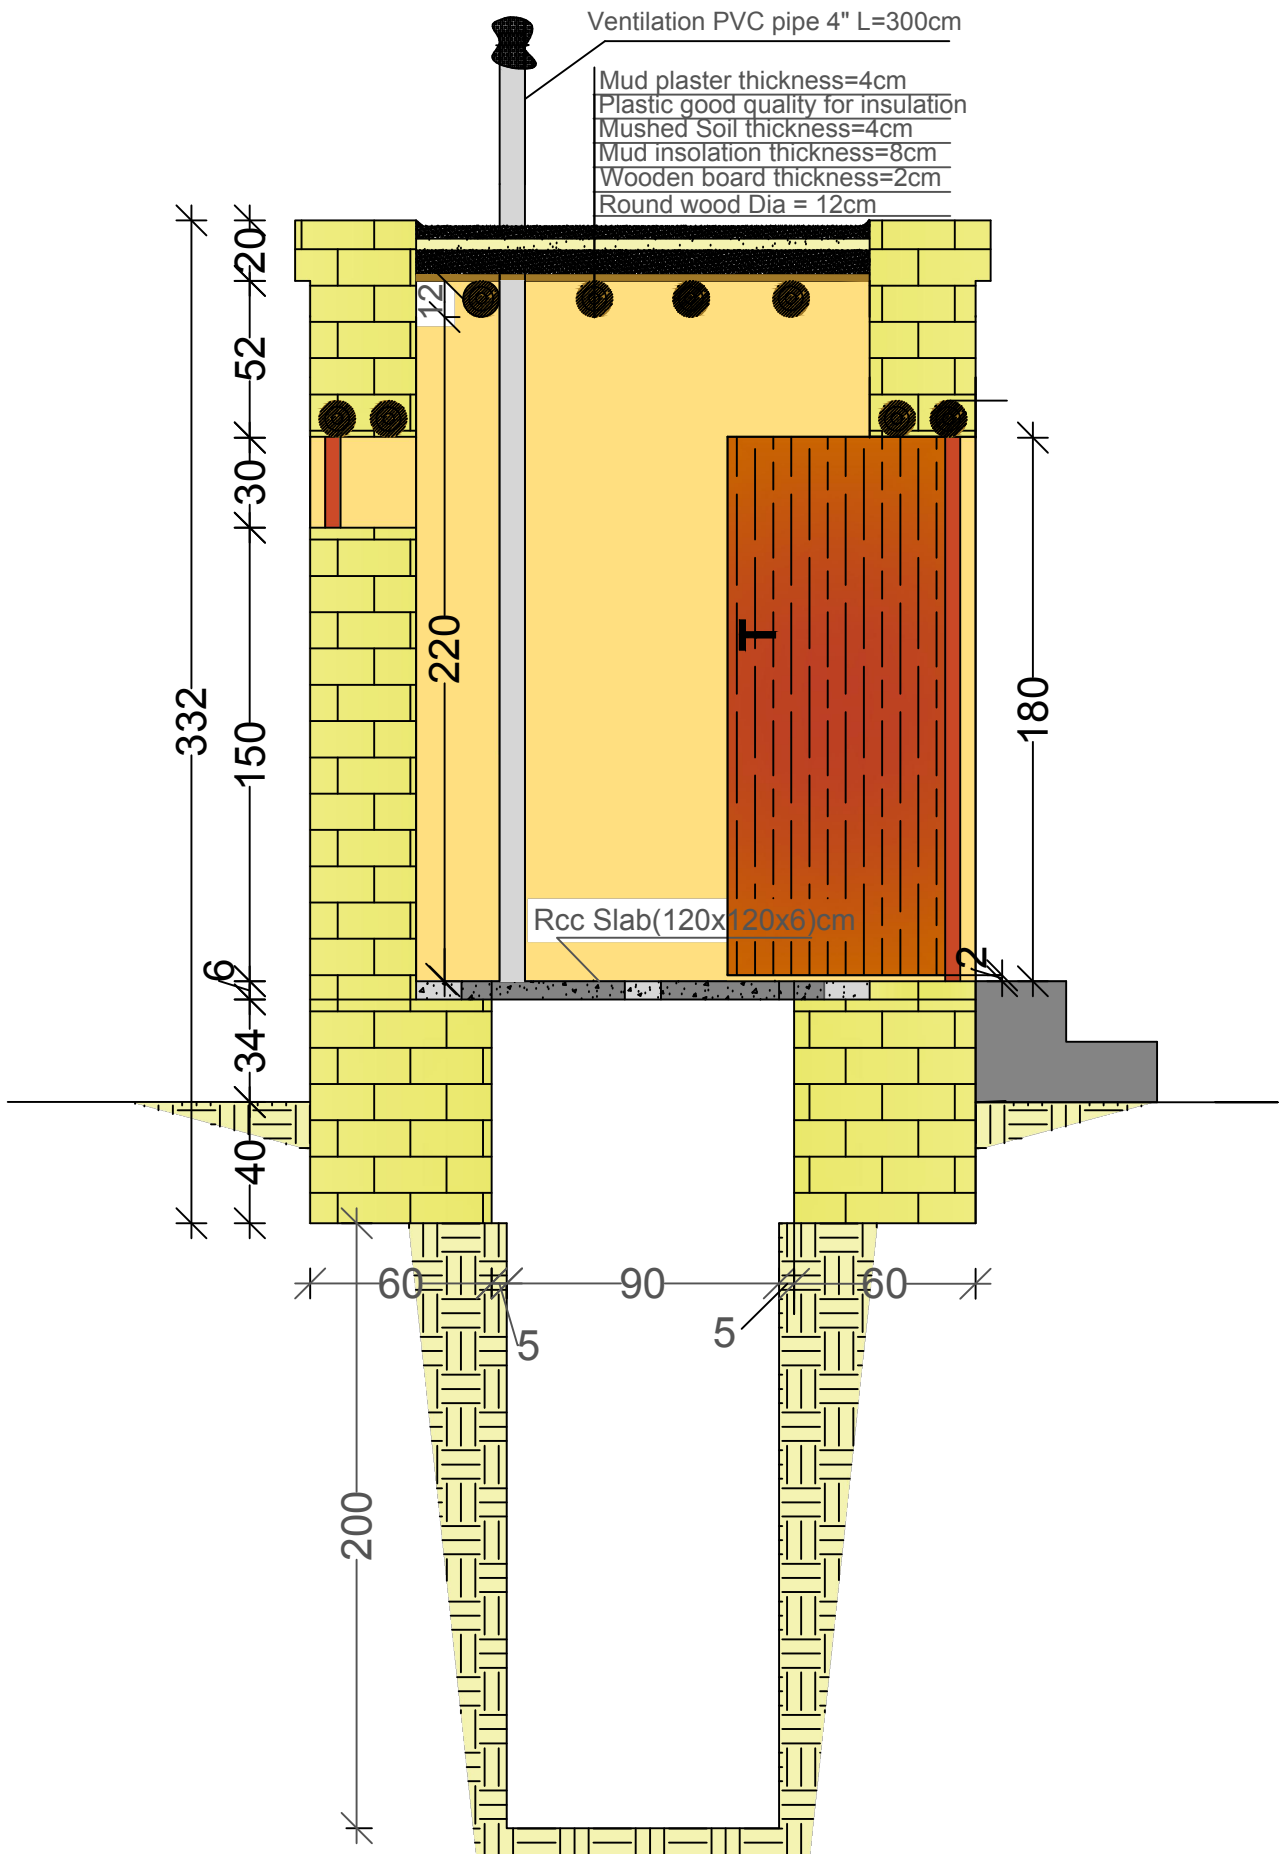 Ventilation PVC pipe 4" L=300cm
Mud plaster thickness=4cm
Plastic good quality for insulation
Mushed Soil thickness=4cm
Mud insolation thickness=8cm
Wooden board thickness=2cm
Round wood Dia = 12cm
20
12
52
30
220
332
150
180
Rcc Slab(120x120x6)cm
6
2
34
40
60
90
60
5
5
200